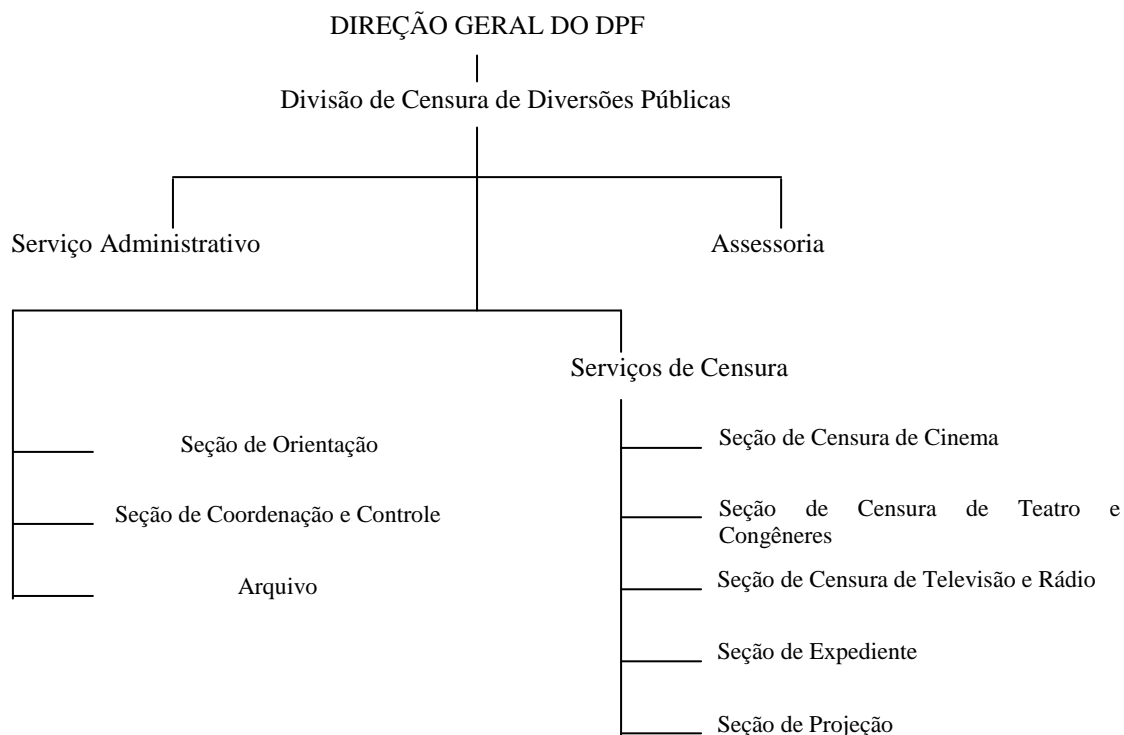 DIREÇÃO GERAL DO DPF
Divisão de Censura de Diversões Públicas
Serviço Administrativo
Assessoria
Serviços de Censura
Seção de Orientação
Seção de Coordenação e Controle
Arquivo
Seção de Censura de Cinema
Seção de Censura de Teatro e
Congêneres
Seção de Censura de Televisão e Rádio
Seção de Expediente
Seção de Projeção